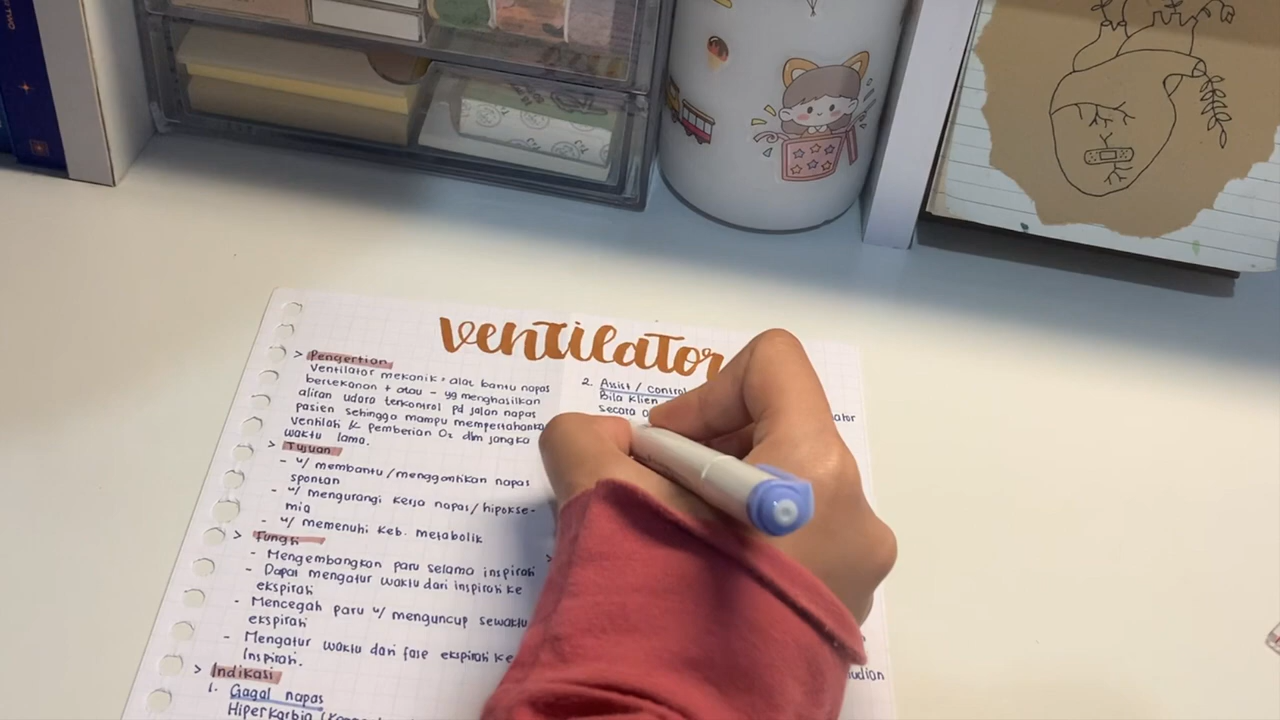 ventilator
> Pengertian
Ventilator mekanik = alat bantu napas
bertekanan + atau - yg menghasilkan
aliran udara terkontrol pd jalan napas
pasien sehingga mampu mempertahanka
ventilasi & pemberian O₂ dlm jangka
waktu lama.
> Tujuan
- u/ membantu/menggantikan napas
spontan
- u/ mengurangi kerja napas/hipokse-
mia
- u/ memenuhi keb. metabolik
> Fungsi
- Mengembangkan paru selama inspirasi
- Dapat mengatur waktu dari inspirasi ke
ekspirasi
- Mencegah paru u/ menguncup sewaktu
ekspirasi
- Mengatur waktu dari fase ekspirasi ke
Inspirasi.
> Indikasi
1. Gagal napas
2. Assist / control
Bila klien
secara